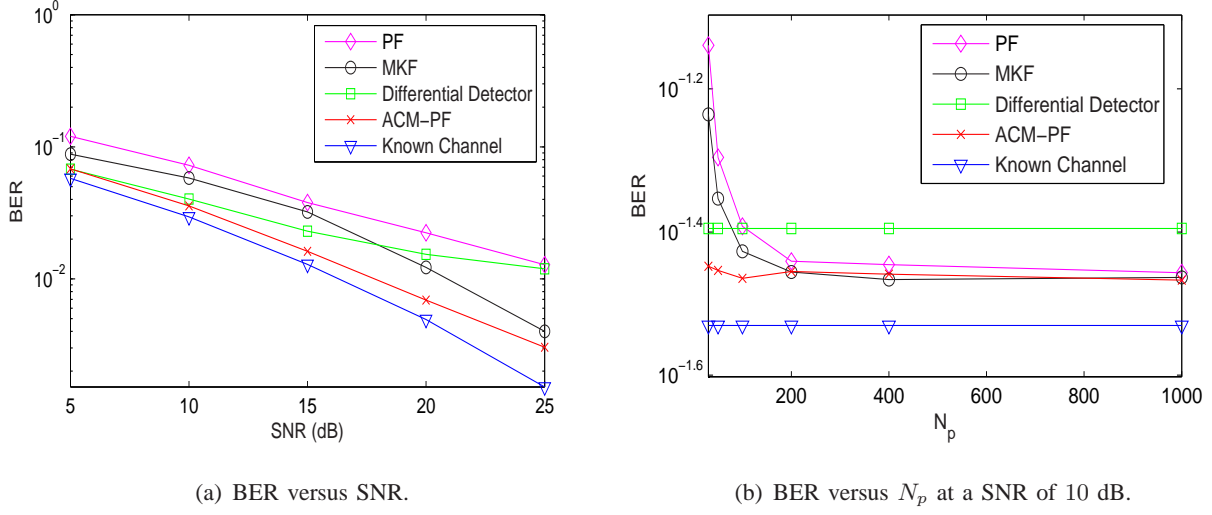 10^0
10^-1
10^-2
BER
5 10 15 20 25
SNR (dB)
PF
MKF
Differential Detector
ACM-PF
Known Channel
(a) BER versus SNR.
10^-1.2
10^-1.4
10^-1.6
BER
200 400 600 800 1000
N_p
PF
MKF
Differential Detector
ACM-PF
Known Channel
(b) BER versus N_p at a SNR of 10 dB.